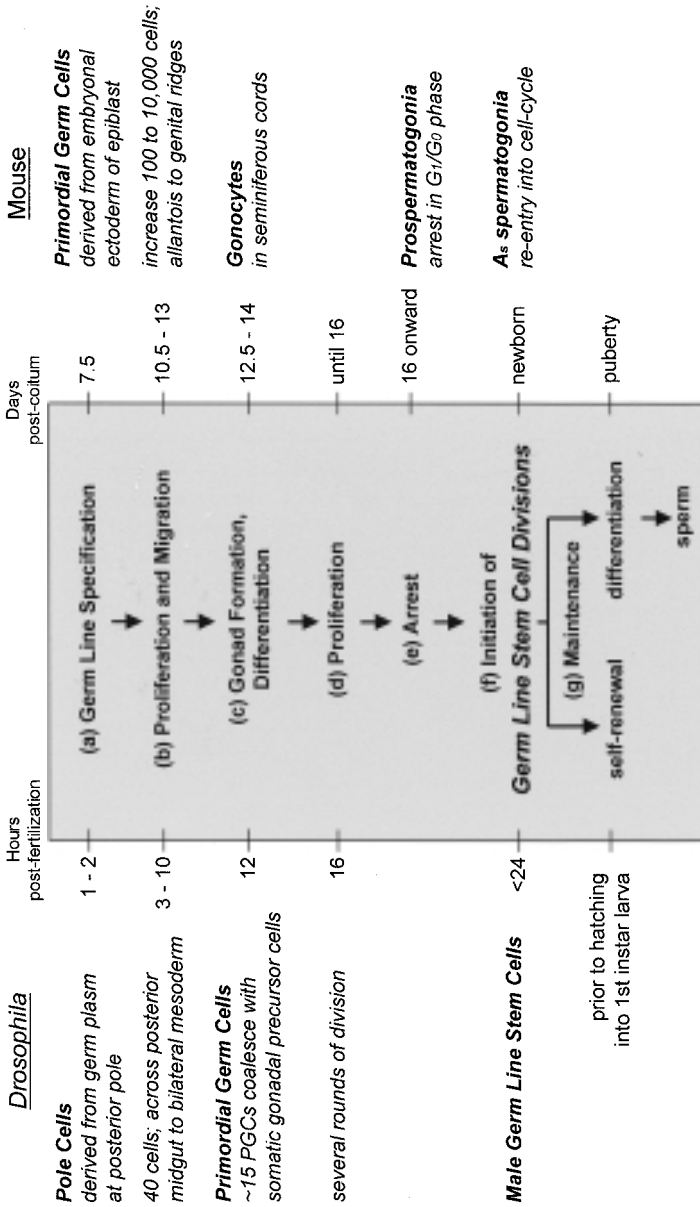 Drosophila
Hours
post-fertilization
Days
post-coitum
Mouse
Pole Cells
derived from germ plasm
at posterior pole
1 - 2
(a) Germ Line Specification
7.5
Primordial Germ Cells
derived from embryonal
ectoderm of epiblast
40 cells; across posterior
midgut to bilateral mesoderm
3 - 10
(b) Proliferation and Migration
10.5 - 13
increase 100 to 10,000 cells;
allantois to genital ridges
Primordial Germ Cells
~15 PGCs coalesce with
somatic gonadal precursor cells
12
(c) Gonad Formation,
Differentiation
12.5 - 14
Gonocytes
in seminiferous cords
several rounds of division
16
(d) Proliferation
until 16
(e) Arrest
16 onward
Prospermatogonia
arrest in G1/G0 phase
Male Germ Line Stem Cells
<24
(f) Initiation of
Germ Line Stem Cell Divisions
newborn
As spermatogonia
re-entry into cell-cycle
(g) Maintenance
prior to hatching
into 1st instar larva
self-renewal
differentiation
puberty
sperm